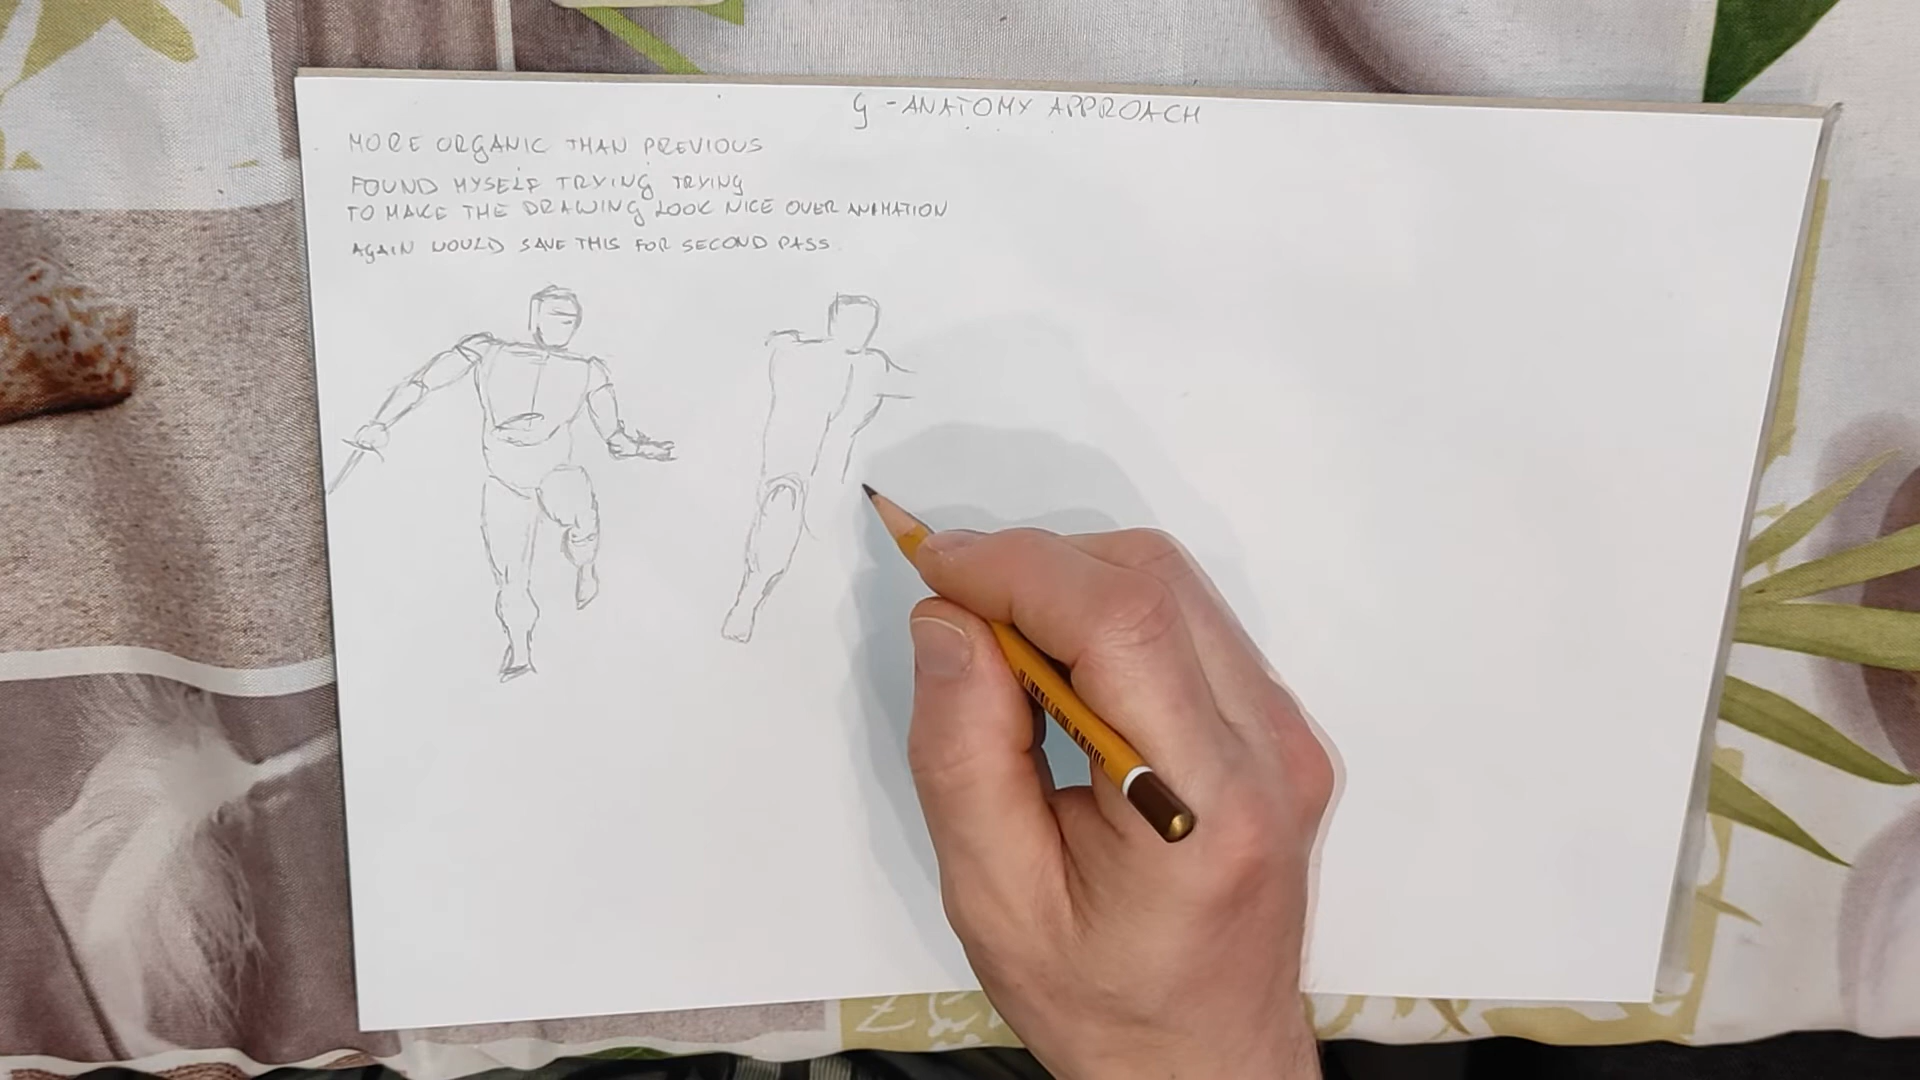 9 - ANATOMY APPROACH
MORE ORGANIC THAN PREVIOUS
FOUND MYSELF TRYING TRYING
TO MAKE THE DRAWING LOOK NICE OVER ANIMATION
AGAIN WOULD SAVE THIS FOR SECOND PASS